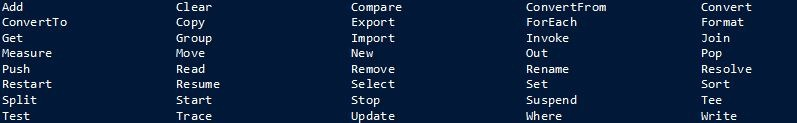 Add Clear Compare ConvertFrom Convert
ConvertTo Copy Export ForEach Format
Get Group Import Invoke Join
Measure Move New Out Pop
Push Read Remove Rename Resolve
Restart Resume Select Set Sort
Split Start Stop Suspend Tee
Test Trace Update Where Write